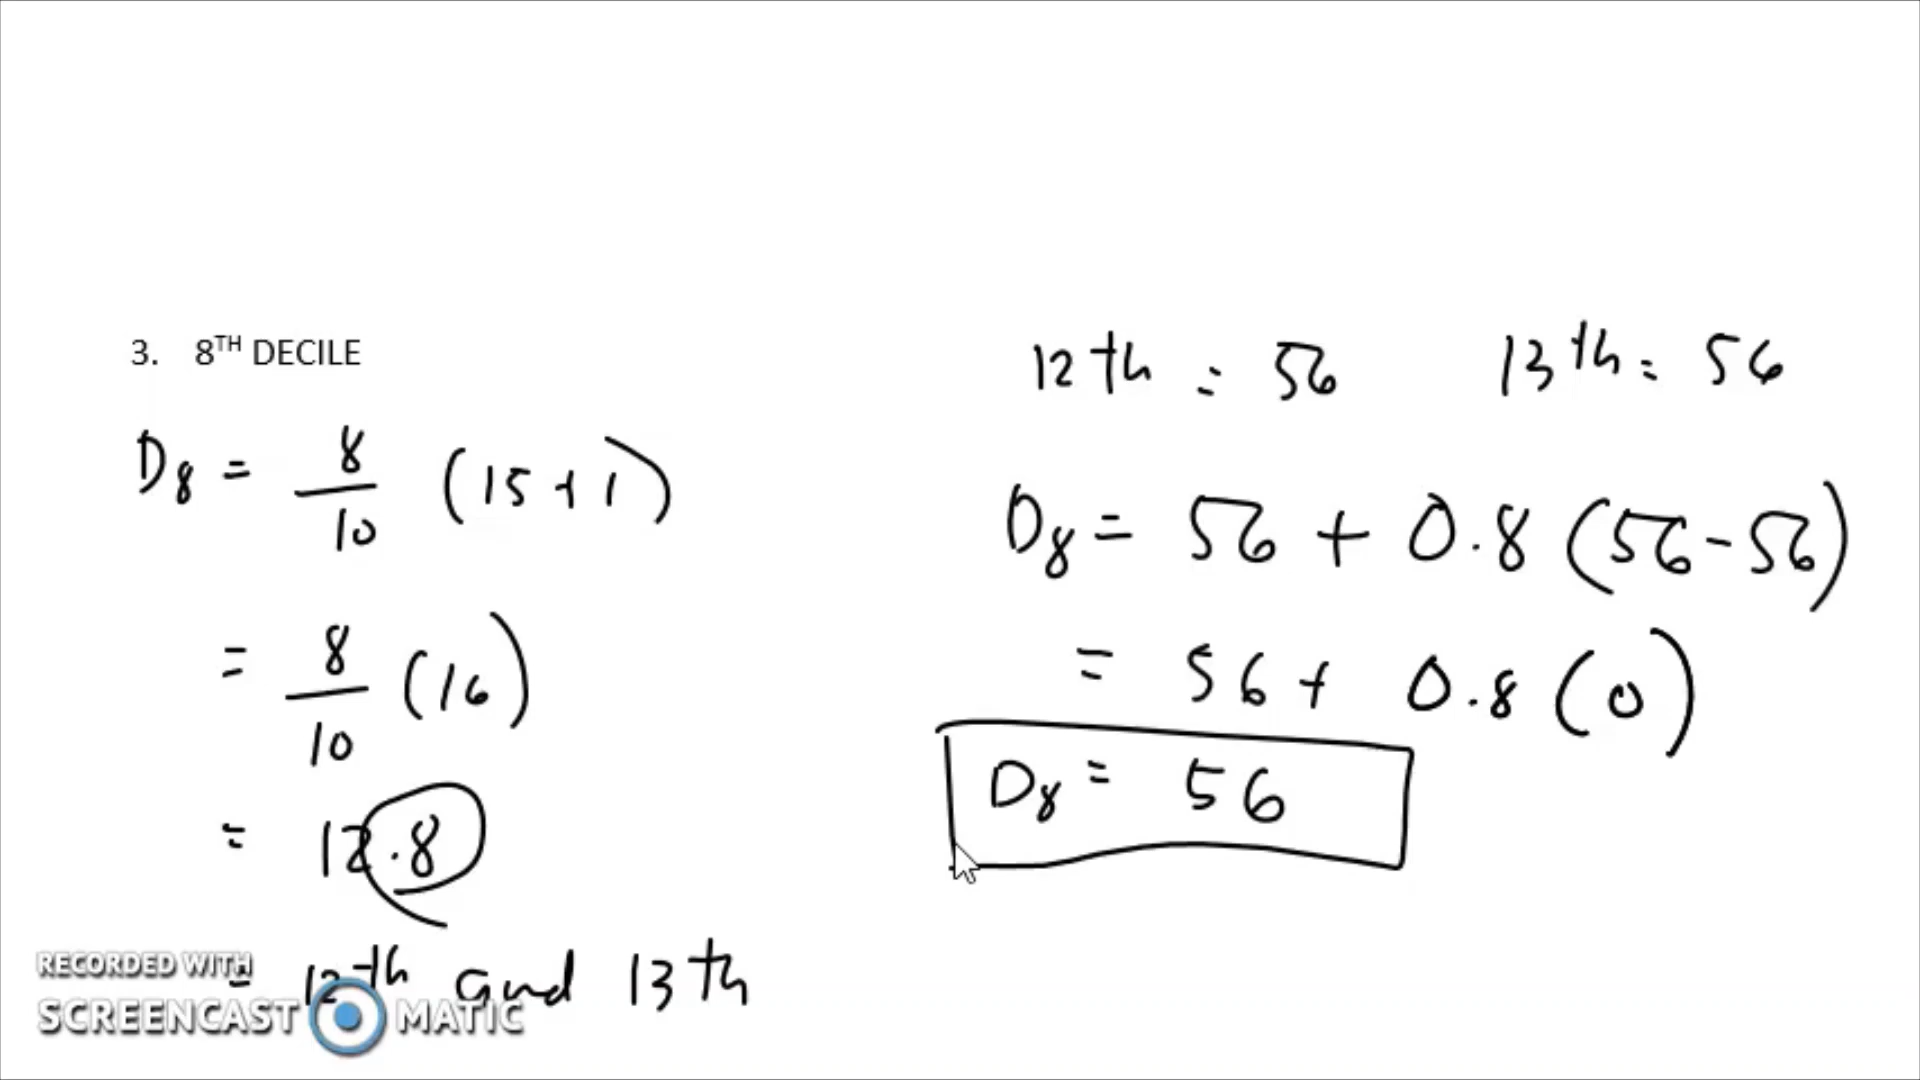 3. 8TH DECILE
D8 = 8/10 (15+1)
= 8/10 (16)
= 12.8
= 12th and 13th
12th = 56 13th = 56
D8 = 56 + 0.8 (56-56)
= 56 + 0.8 (0)
D8 = 56
RECORDED WITH
SCREENCAST MATIC